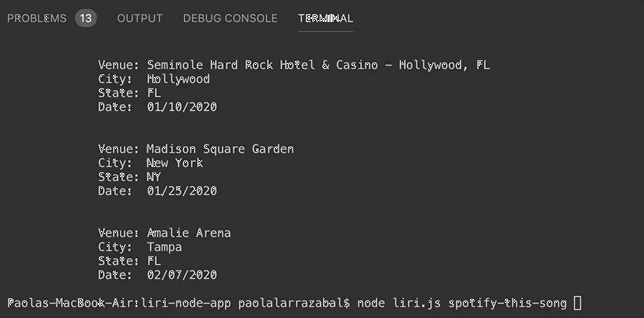 PROBLEMS 13 OUTPUT DEBUG CONSOLE TERMINAL
Venue: Seminole Hard Rock Hotel & Casino - Hollywood, FL
City: Hollywood
State: FL
Date: 01/10/2020
Venue: Madison Square Garden
City: New York
State: NY
Date: 01/25/2020
Venue: Amalie Arena
City: Tampa
State: FL
Date: 02/07/2020
Paolas-MacBook-Air:liri-node-app paolalarrazabal$ node liri.js spotify-this-song